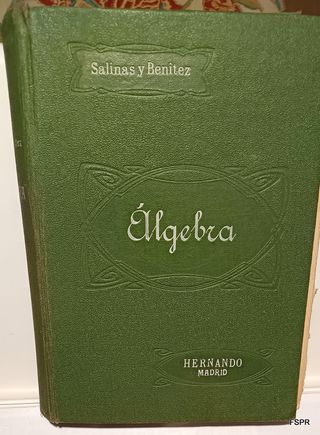 Salinas y Benitez
Álgebra
HERNANDO
MADRID
FSPR